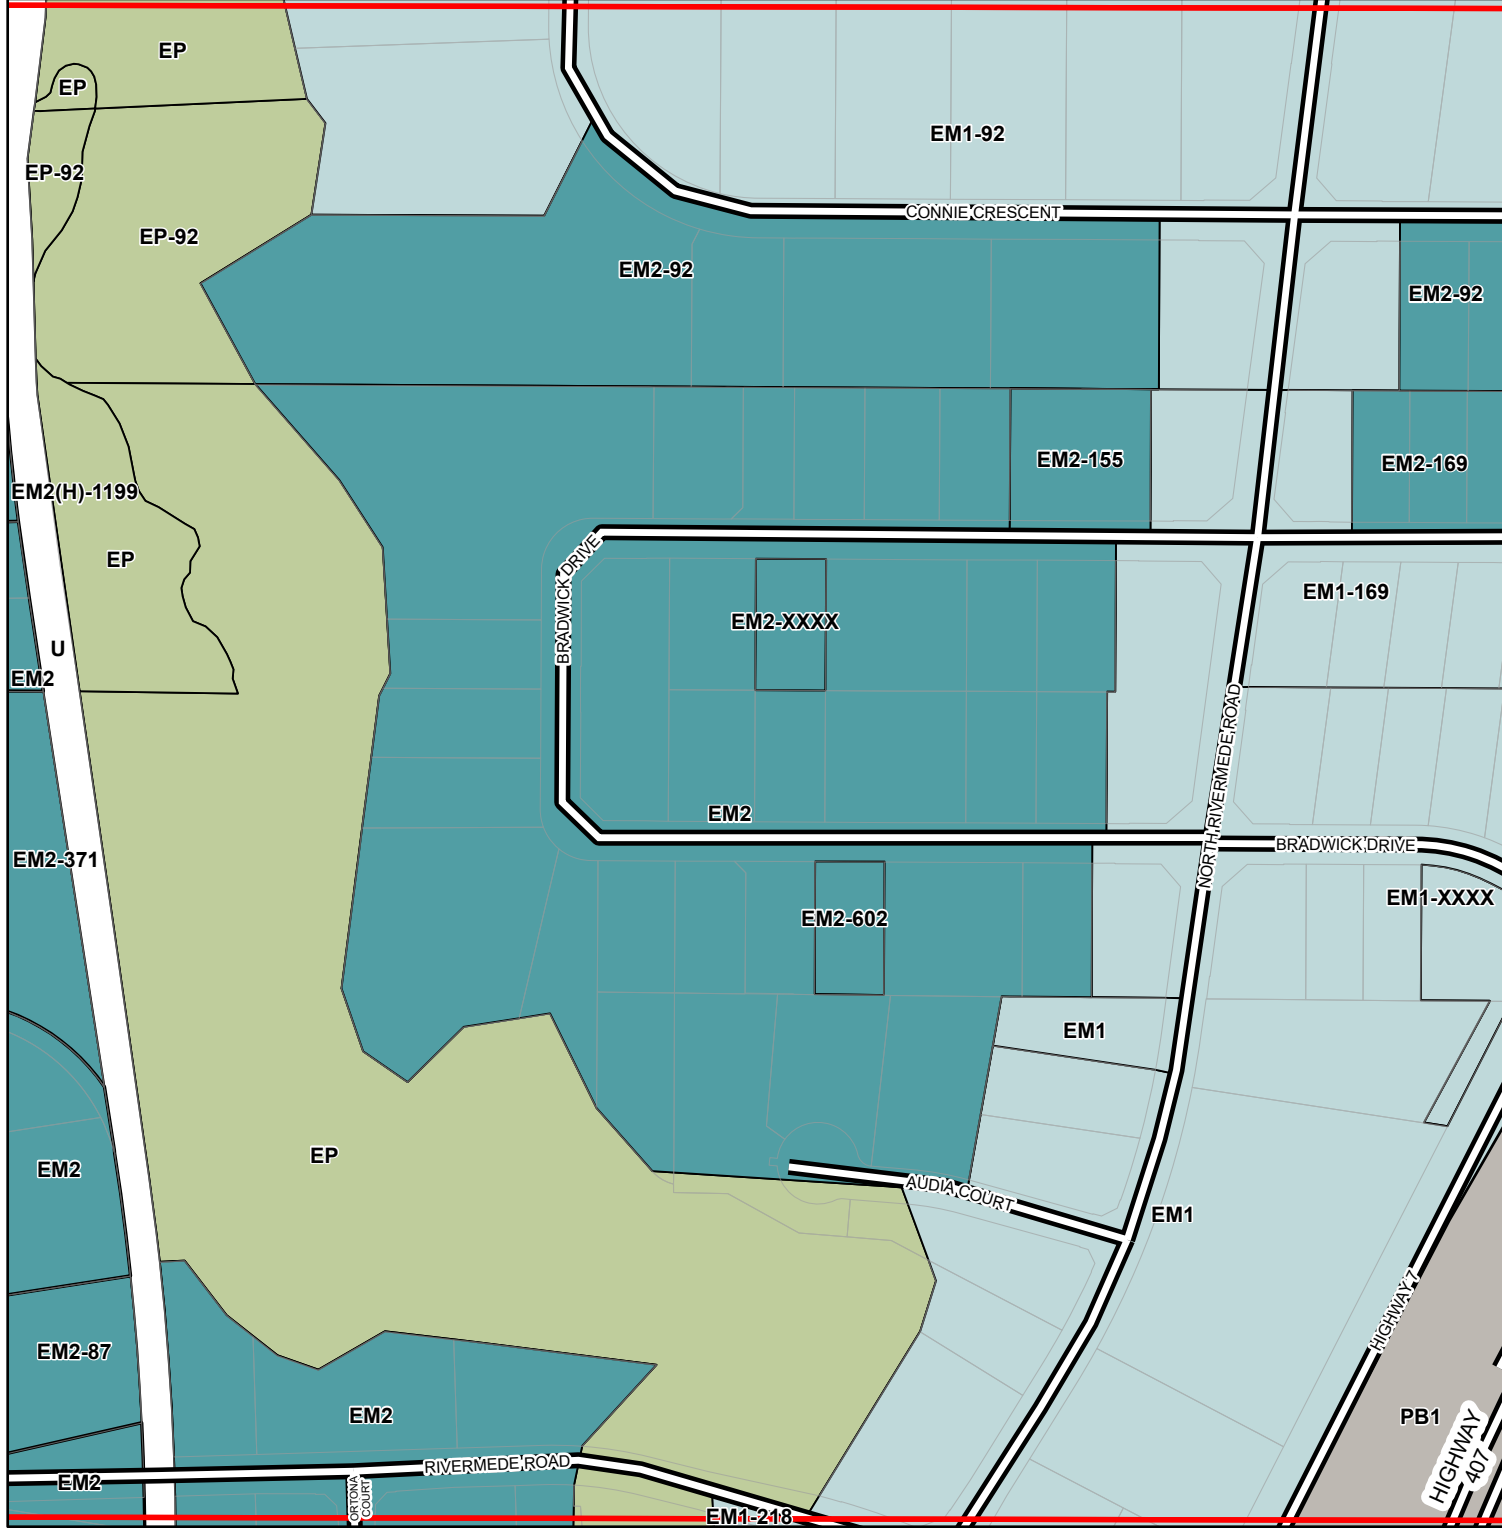 EP
EP
EM1-92
EP-92
CONNIE CRESCENT
EP-92
EM2-92
EM2-92
EM2-155
EM2-169
EM2(H)-1199
EP
BRADWICK DRIVE
EM2-XXXX
EM1-169
U
EM2
NORTH RIVERMEDE ROAD
EM2
BRADWICK DRIVE
EM2-371
EM1-XXXX
EM2-602
EM1
EP
EM2
AUDIA COURT
EM1
HIGHWAY 7
EM2-87
EM2
PB1
HIGHWAY
407
RIVERMEDE ROAD
EM2
ORTONA
COURT
EM1-218